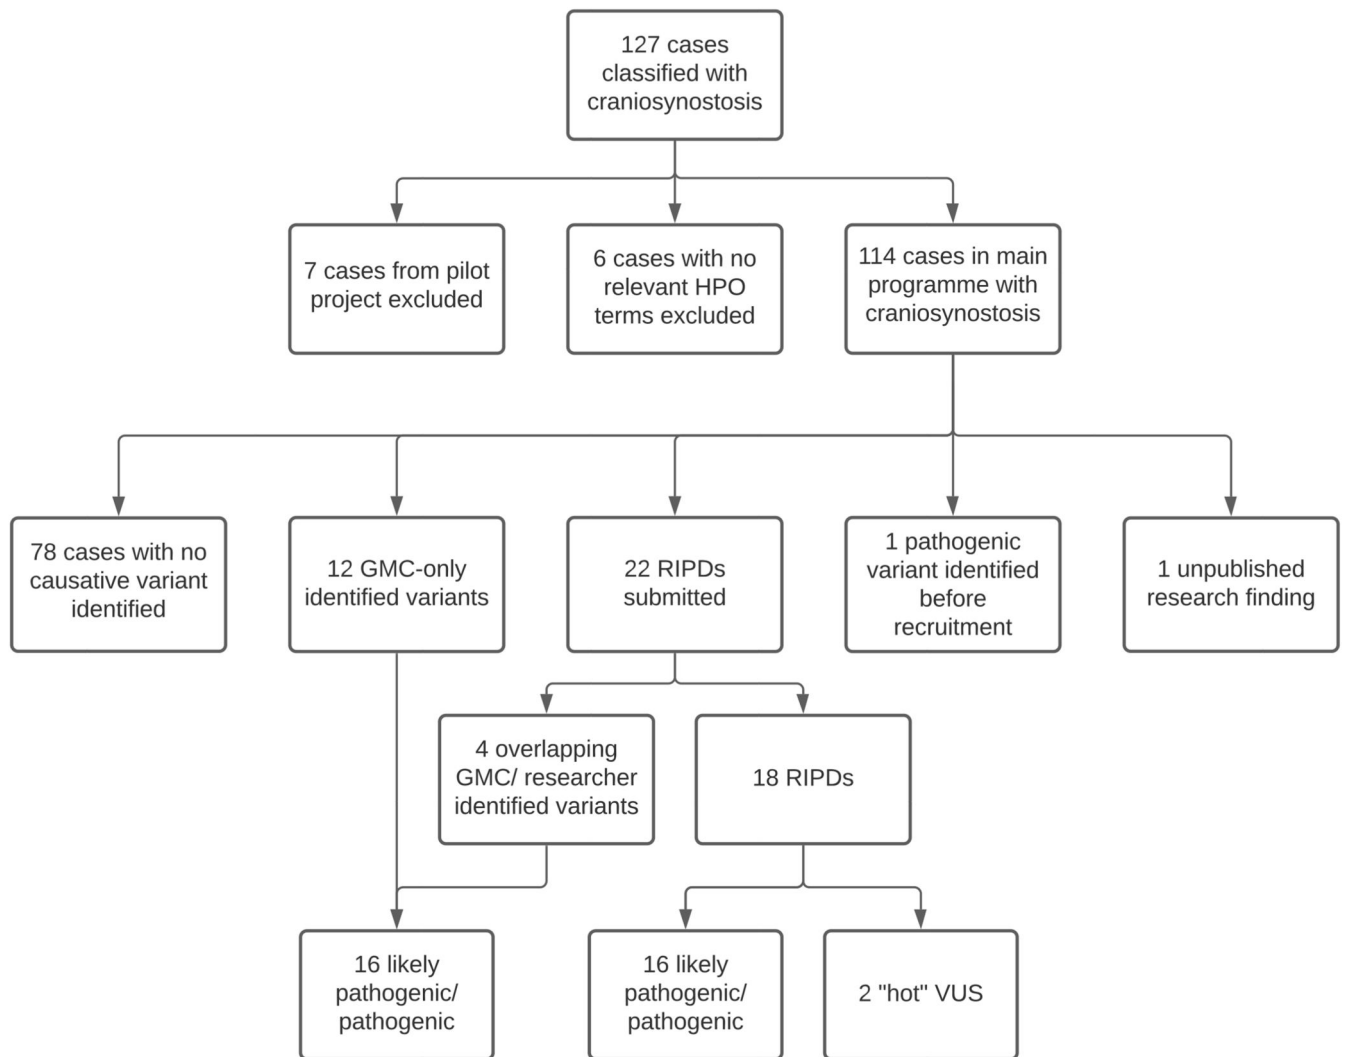 127 cases
classified with
craniosynostosis
7 cases from pilot
project excluded
6 cases with no
relevant HPO
terms excluded
114 cases in main
programme with
craniosynostosis
78 cases with no
causative variant
identified
12 GMC-only
identified variants
22 RIPDs
submitted
1 pathogenic
variant identified
before
recruitment
1 unpublished
research finding
4 overlapping
GMC/ researcher
identified variants
18 RIPDs
16 likely
pathogenic/
pathogenic
16 likely
pathogenic/
pathogenic
2 "hot" VUS